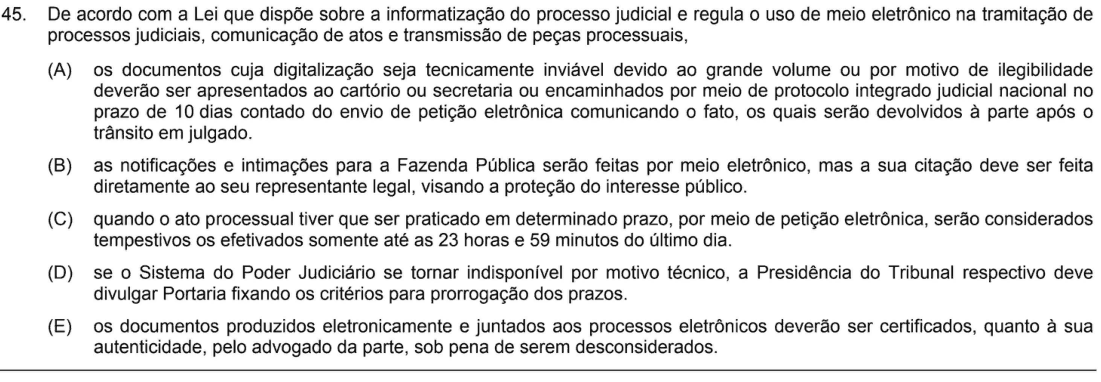 45. De acordo com a Lei que dispõe sobre a informatização do processo judicial e regula o uso de meio eletrônico na tramitação de
processos judiciais, comunicação de atos e transmissão de peças processuais,
(A) os documentos cuja digitalização seja tecnicamente inviável devido ao grande volume ou por motivo de ilegibilidade
deverão ser apresentados ao cartório ou secretaria ou encaminhados por meio de protocolo integrado judicial nacional no
prazo de 10 dias contado do envio de petição eletrônica comunicando o fato, os quais serão devolvidos à parte após o
trânsito em julgado.
(B) as notificações e intimações para a Fazenda Pública serão feitas por meio eletrônico, mas a sua citação deve ser feita
diretamente ao seu representante legal, visando a proteção do interesse público.
(C) quando o ato processual tiver que ser praticado em determinado prazo, por meio de petição eletrônica, serão considerados
tempestivos os efetivados somente até as 23 horas e 59 minutos do último dia.
(D) se o Sistema do Poder Judiciário se tornar indisponível por motivo técnico, a Presidência do Tribunal respectivo deve
divulgar Portaria fixando os critérios para prorrogação dos prazos.
(E) os documentos produzidos eletronicamente e juntados aos processos eletrônicos deverão ser certificados, quanto à sua
autenticidade, pelo advogado da parte, sob pena de serem desconsiderados.